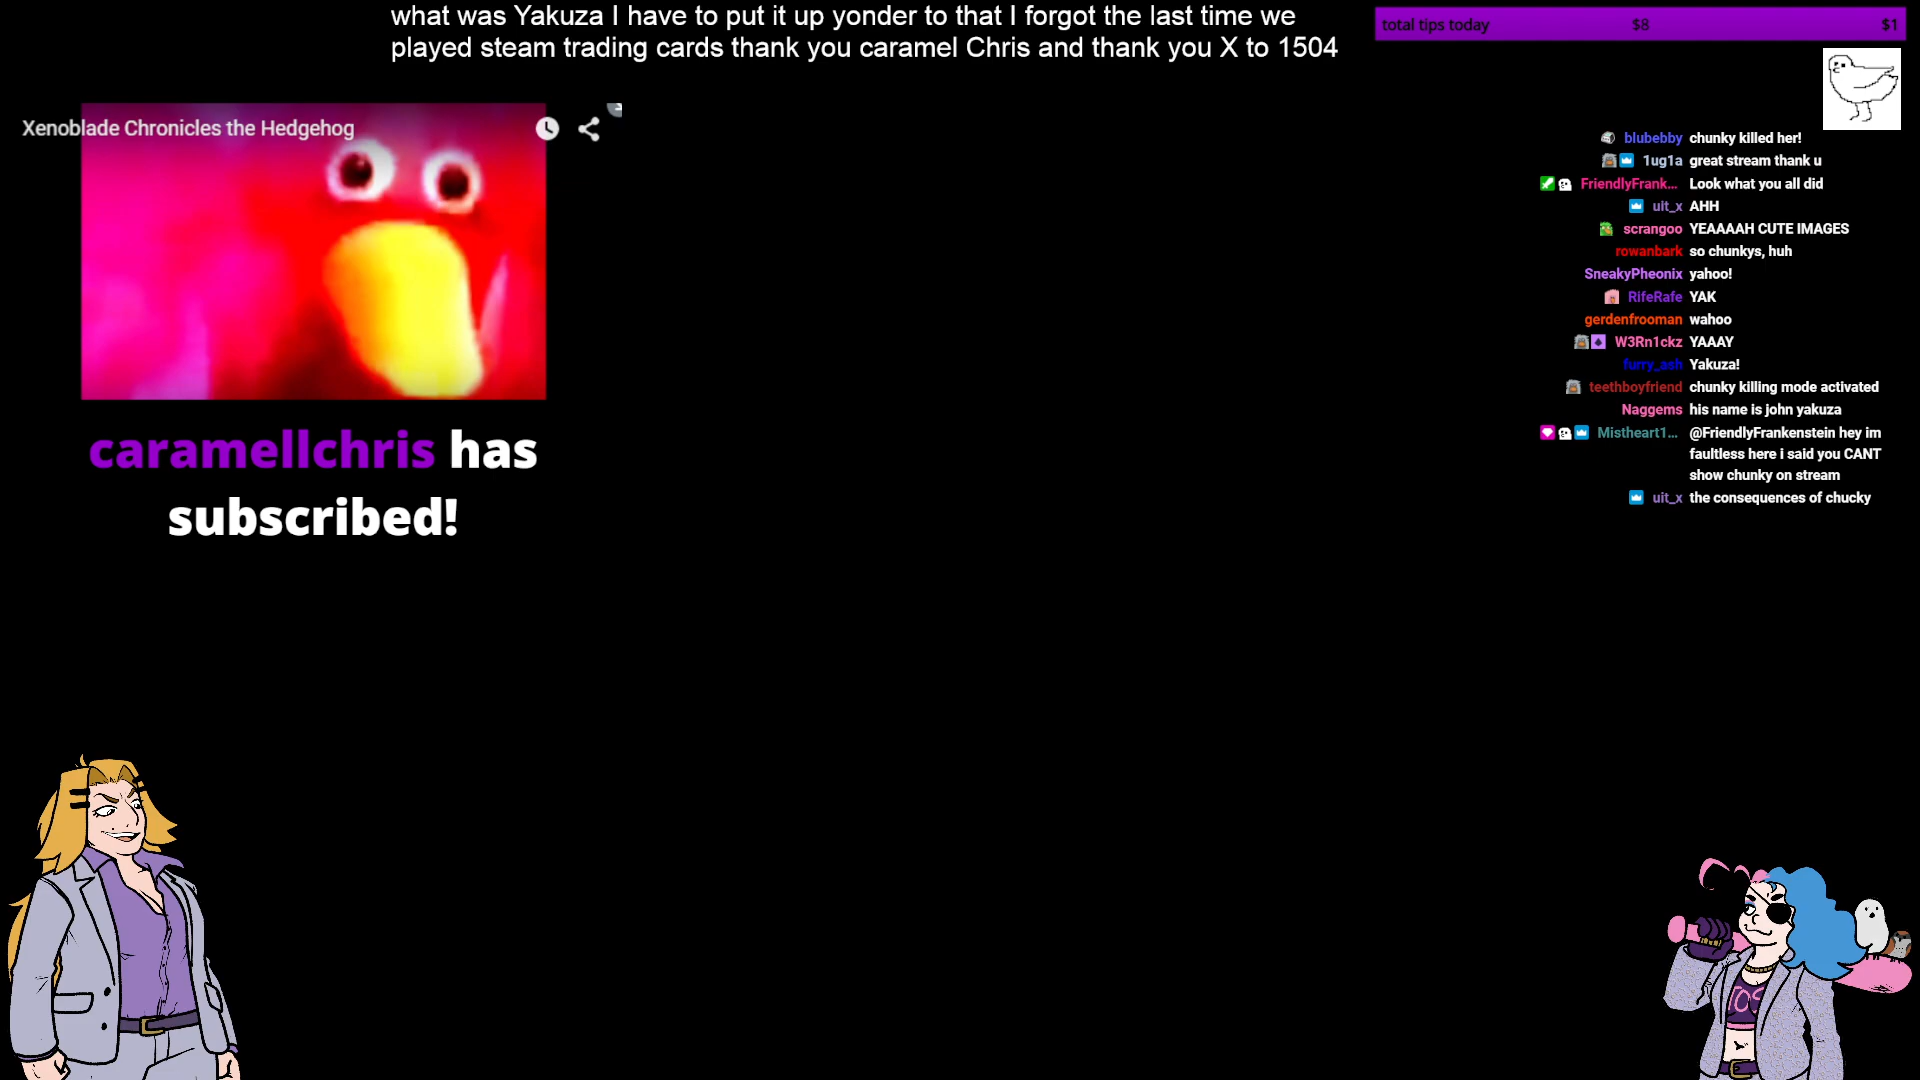 what was Yakuza I have to put it up yonder to that I forgot the last time we
played steam trading cards thank you caramel Chris and thank you X to 1504
total tips today $8 $1
Xenoblade Chronicles the Hedgehog
caramellchris has
subscribed!
blubebby chunky killed her!
1ug1a great stream thank u
FriendlyFrank... Look what you all did
uit_x AHH
scrangoo YEAAAAH CUTE IMAGES
rowanbark so chunkys, huh
SneakyPheonix yahoo!
RifeRafe YAK
gerdenfrooman wahoo
W3Rn1ckz YAAAY
furry_ash Yakuza!
teethboyfriend chunky killing mode activated
Naggems his name is john yakuza
Mistheart1... @FriendlyFrankenstein hey im
faultless here i said you CANT
show chunky on stream
uit_x the consequences of chucky